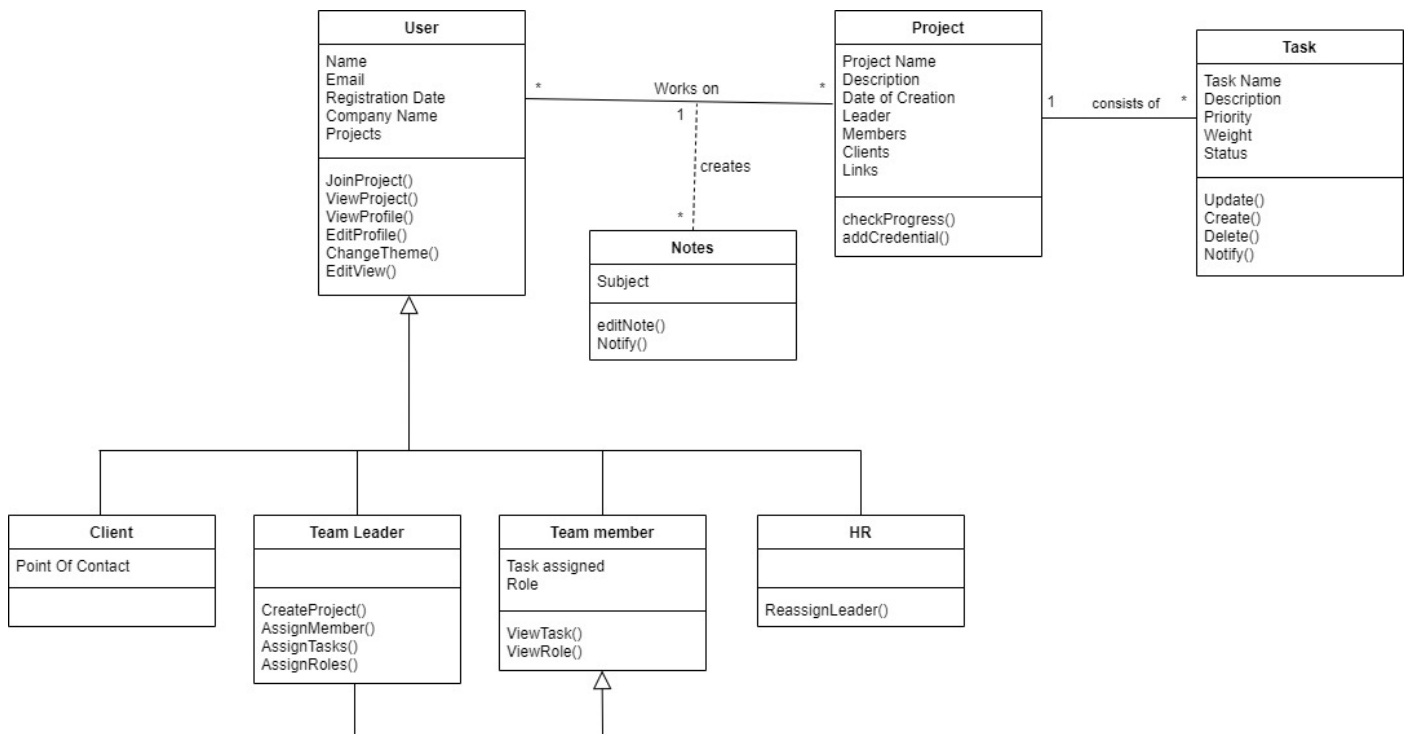 User
Name
Email
Registration Date
Company Name
Projects
JoinProject()
ViewProject()
ViewProfile()
EditProfile()
ChangeTheme()
EditView()
*
Works on
*
1
creates
*
Notes
Subject
editNote()
Notify()
Project
Project Name
Description
Date of Creation
Leader
Members
Clients
Links
checkProgress()
addCredential()
1
consists of
*
Task
Task Name
Description
Priority
Weight
Status
Update()
Create()
Delete()
Notify()
Client
Point Of Contact
Team Leader
CreateProject()
AssignMember()
AssignTasks()
AssignRoles()
Team member
Task assigned
Role
ViewTask()
ViewRole()
HR
ReassignLeader()